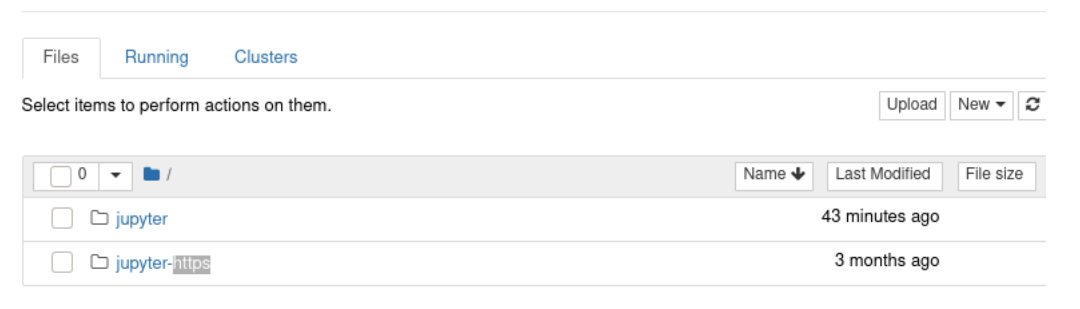 Files Running Clusters
Select items to perform actions on them.
Upload New
0 / Name Last Modified File size
jupyter 43 minutes ago
jupyter-https 3 months ago